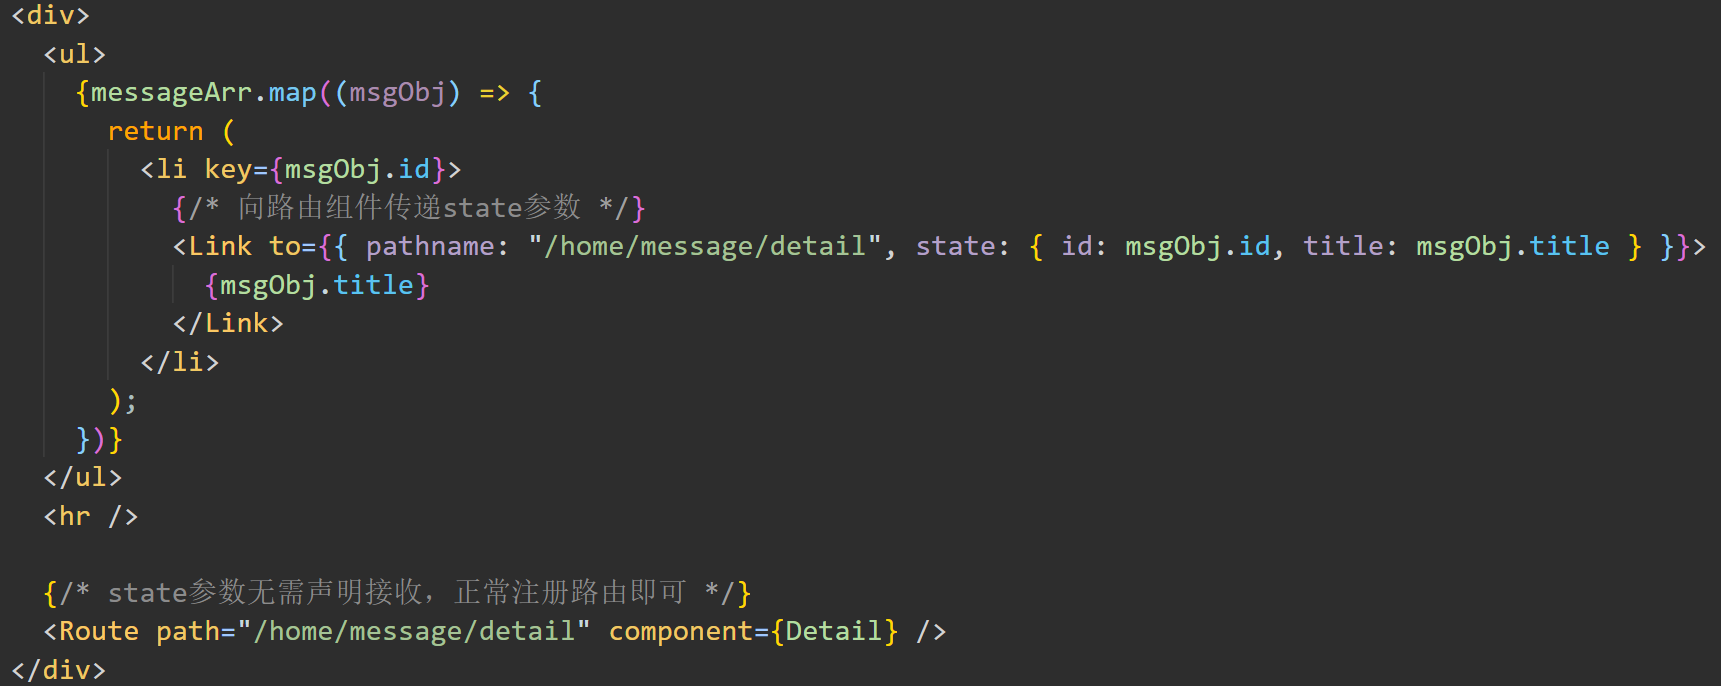 <div>
<ul>
{messageArr.map((msgObj) => {
return (
<li key={msgObj.id}>
{/* 向路由组件传递state参数 */}
<Link to={{ pathname: "/home/message/detail", state: { id: msgObj.id, title: msgObj.title } }}>
{msgObj.title}
</Link>
</li>
);
})}
</ul>
<hr />
{/* state参数无需声明接收，正常注册路由即可 */}
<Route path="/home/message/detail" component={Detail} />
</div>